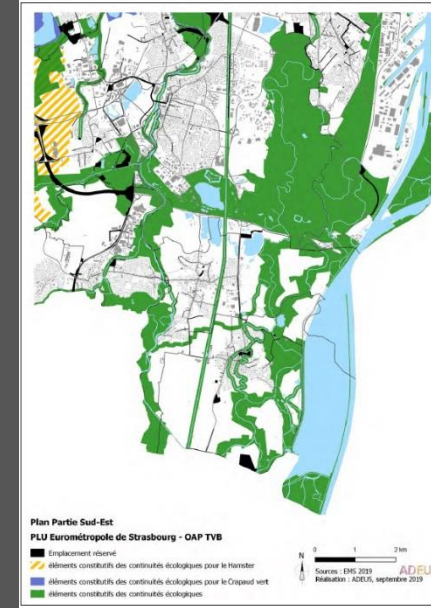 Plan Partie Sud-Est
PLU Eurométropole de Strasbourg - OAP TVB
Emplacement réservé
éléments constitutifs des continuités écologiques pour le Hamster
éléments constitutifs des continuités écologiques pour le Crapaud vert
éléments constitutifs des continuités écologiques
N
0 1 2 km
Sources : EMS 2019
Réalisation : ADEUS, septembre 2019
ADEUS